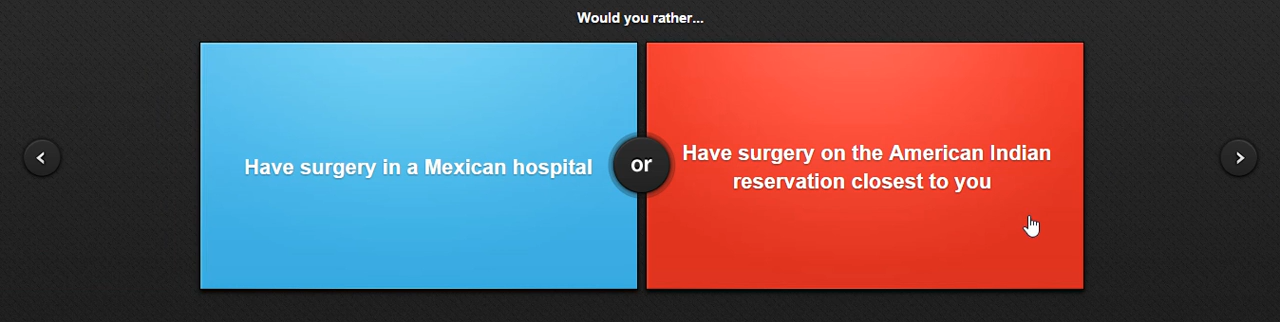 Would you rather...
Have surgery in a Mexican hospital
or
Have surgery on the American Indian
reservation closest to you